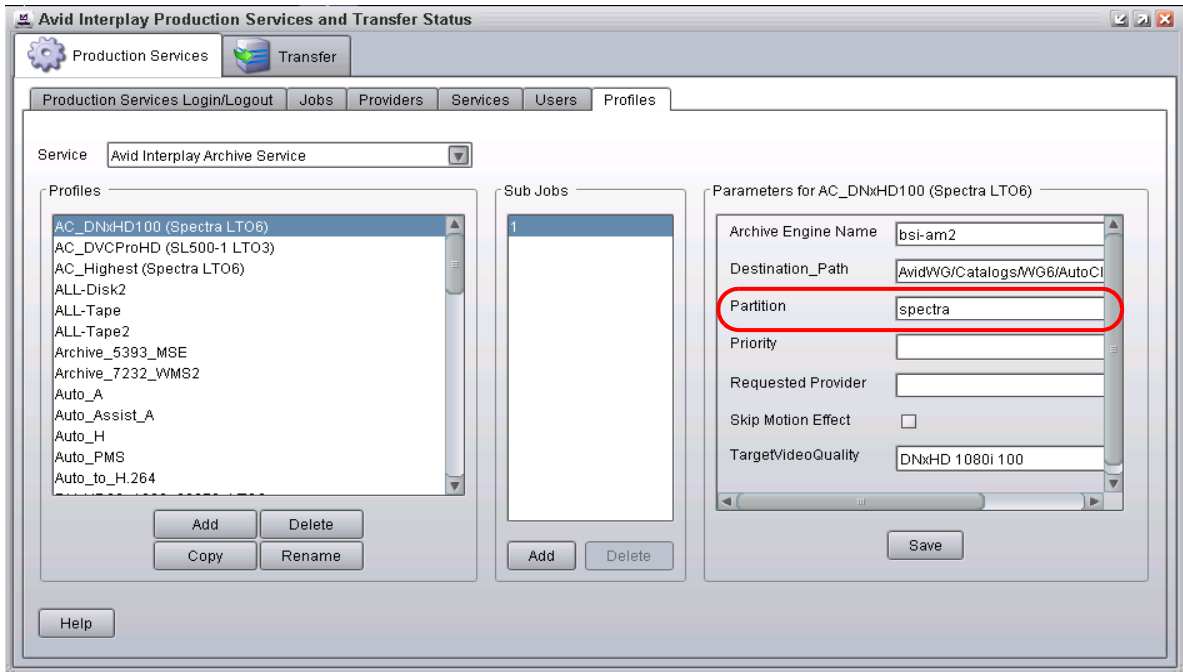 Avid Interplay Production Services and Transfer Status
Production Services Transfer
Production Services Login/Logout Jobs Providers Services Users Profiles
Service Avid Interplay Archive Service
Profiles
AC_DNxHD100 (Spectra LTO6)
AC_DVCProHD (SL500-1 LTO3)
AC_Highest (Spectra LTO6)
ALL-Disk2
ALL-Tape
ALL-Tape2
Archive_5393_MSE
Archive_7232_WMS2
Auto_A
Auto_Assist_A
Auto_H
Auto_PMS
Auto_to_H.264
Add Delete
Copy Rename
Sub Jobs
1
Add Delete
Parameters for AC_DNxHD100 (Spectra LTO6)
Archive Engine Name bsi-am2
Destination_Path AvidWG/Catalogs/WG6/AutoCl
Partition spectra
Priority
Requested Provider
Skip Motion Effect
TargetVideoQuality DNxHD 1080i 100
Save
Help